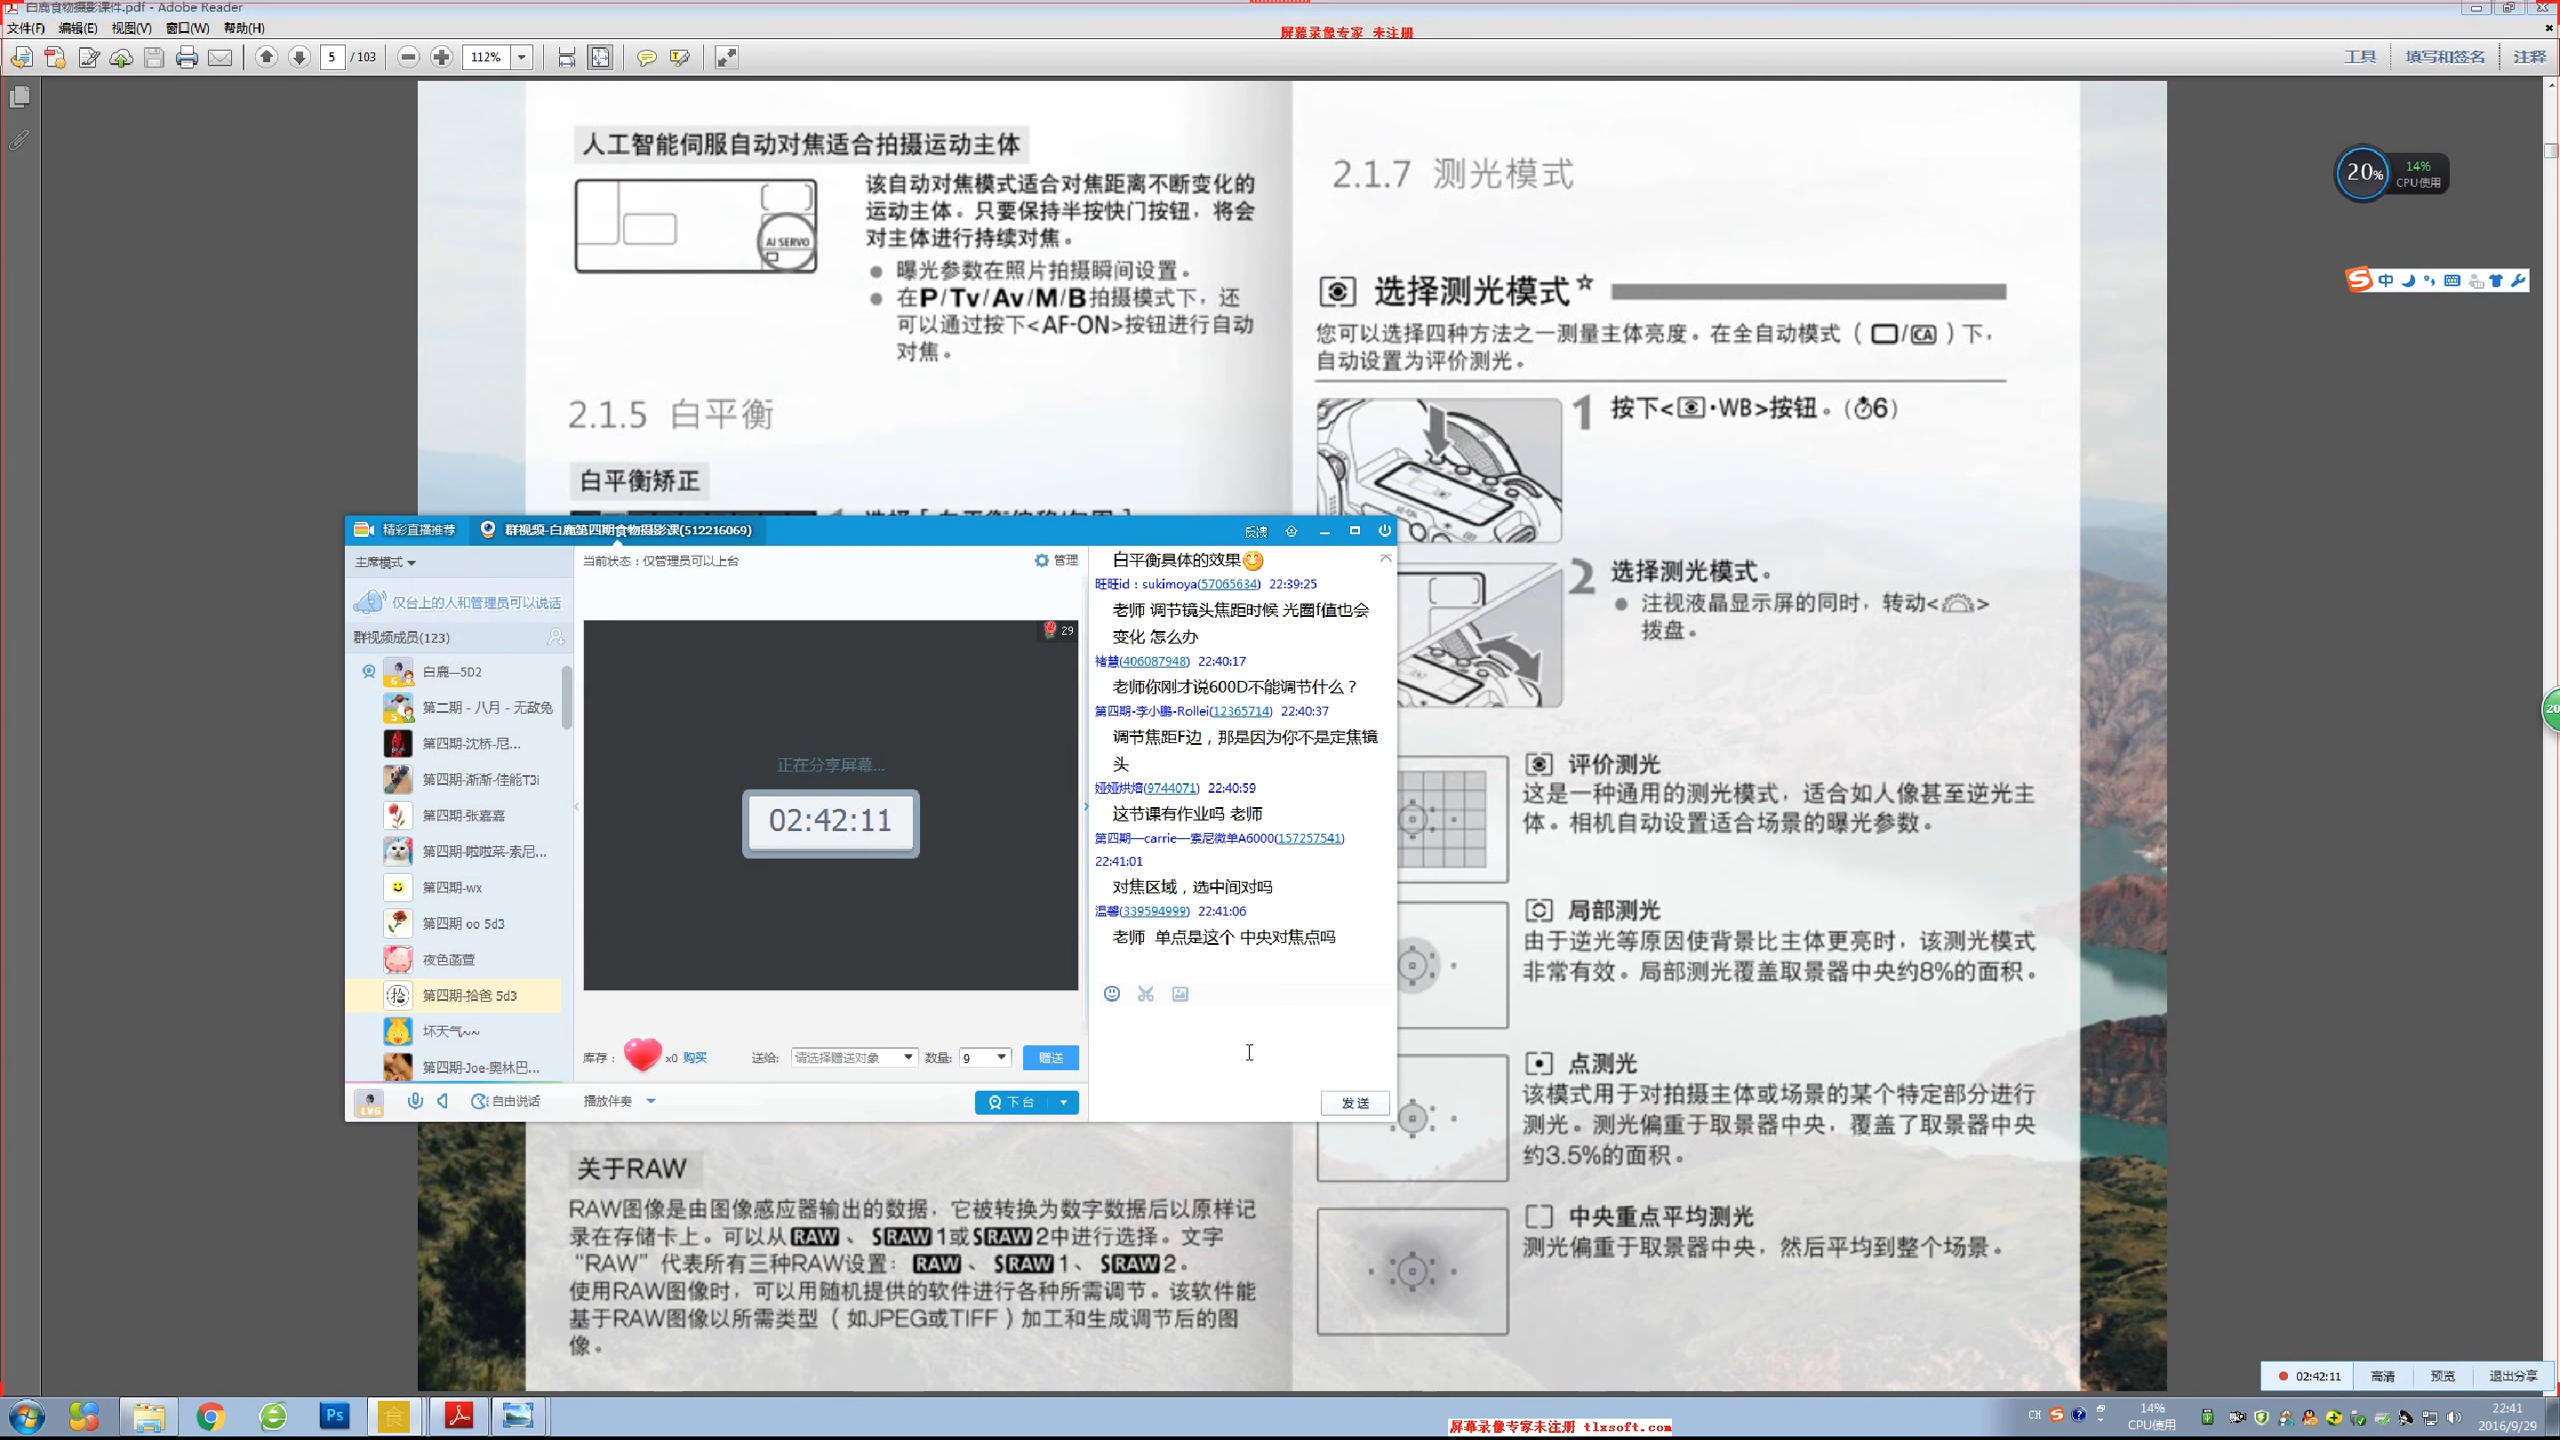 白鹿食物摄影课件.pdf - Adobe Reader
文件(F) 编辑(E) 视图(V) 窗口(W) 帮助(H)
屏幕录像专家 未注册
5 / 103 112%
工具 填写和签名 注释
人工智能伺服自动对焦适合拍摄运动主体
AI SERVO
该自动对焦模式适合对焦距离不断变化的
运动主体。只要保持半按快门按钮，将会
对主体进行持续对焦。
● 曝光参数在照片拍摄瞬间设置。
● 在P/Tv/Av/M/B拍摄模式下，还
可以通过按下<AF-ON>按钮进行自动
对焦。
2.1.5 白平衡
白平衡矫正
关于RAW
RAW图像是由图像感应器输出的数据，它被转换为数字数据后以原样记
录在存储卡上。可以从RAW、SRAW1或SRAW2中进行选择。文字
“RAW”代表所有三种RAW设置：RAW、SRAW1、SRAW2。
使用RAW图像时，可以用随机提供的软件进行各种所需调节。该软件能
基于RAW图像以所需类型（如JPEG或TIFF）加工和生成调节后的图
像。
2.1.7 测光模式
选择测光模式☆
您可以选择四种方法之一测量主体亮度。在全自动模式（□/CA）下，
自动设置为评价测光。
1 按下<·WB>按钮。(6)
2 选择测光模式。
● 注视液晶显示屏的同时，转动< >
拨盘。
评价测光
这是一种通用的测光模式，适合如人像甚至逆光主
体。相机自动设置适合场景的曝光参数。
局部测光
由于逆光等原因使背景比主体更亮时，该测光模式
非常有效。局部测光覆盖取景器中央约8%的面积。
点测光
该模式用于对拍摄主体或场景的某个特定部分进行
测光。测光偏重于取景器中央，覆盖了取景器中央
约3.5%的面积。
中央重点平均测光
测光偏重于取景器中央，然后平均到整个场景。
精彩直播推荐 群视频-白鹿第四期食物摄影课(512216069) 反馈
主席模式
仅台上的人和管理员可以说话
群视频成员(123)
白鹿—5D2
第二期 - 八月 - 无敌兔
第四期-沈桥-尼...
第四期-渐渐-佳能T3i
第四期-张嘉嘉
第四期-啦啦菜-索尼...
第四期-wx
第四期 oo 5d3
夜色菡萱
第四期-拾爸 5d3
坏天气~~
第四期-Joe-奥林巴...
LV6 自由说话
当前状态：仅管理员可以上台 管理
29
正在分享屏幕...
02:42:11
库存： x0 购买 送给: 请选择赠送对象 数量: 9 赠送
播放伴奏 下台
白平衡具体的效果
旺旺id：sukimoya(57065634) 22:39:25
老师 调节镜头焦距时候 光圈f值也会
变化 怎么办
褚慧(406087948) 22:40:17
老师你刚才说600D不能调节什么？
第四期-李小鹏-Rollei(12365714) 22:40:37
调节焦距F边，那是因为你不是定焦镜
头
娅娅烘焙(9744071) 22:40:59
这节课有作业吗 老师
第四期—carrie—索尼微单A6000(157257541)
22:41:01
对焦区域，选中间对吗
温馨(339594999) 22:41:06
老师 单点是这个 中央对焦点吗
发送
20% 14%
CPU使用
中
20
02:42:11 高清 预览 退出分享
Ps 食
屏幕录像专家未注册 tlxsoft.com
CH 14%
CPU使用
22:41
2016/9/29